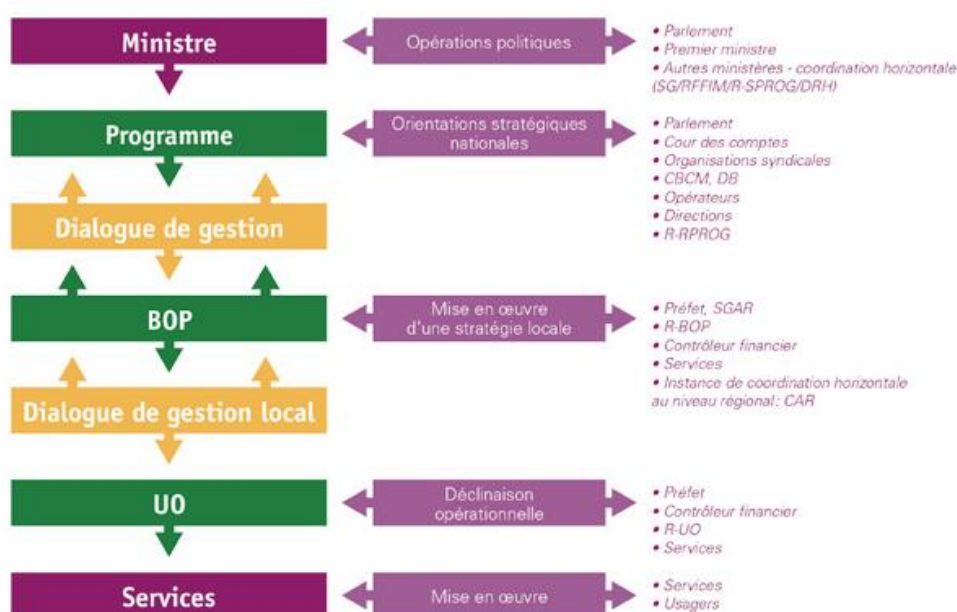 Ministre
Opérations politiques
• Parlement
• Premier ministre
• Autres ministères - coordination horizontale
(SG/RFFIM/R-SPROG/DRH)
Programme
Orientations stratégiques
nationales
• Parlement
• Cour des comptes
• Organisations syndicales
• CBCM, DB
• Opérateurs
• Directions
• R-RPROG
Dialogue de gestion
BOP
Mise en œuvre
d'une stratégie locale
• Préfet, SGAR
• R-BOP
• Contrôleur financier
• Services
• Instance de coordination horizontale
au niveau régional : CAR
Dialogue de gestion local
UO
Déclinaison
opérationnelle
• Préfet
• Contrôleur financier
• R-UO
• Services
Services
Mise en œuvre
• Services
• Usagers